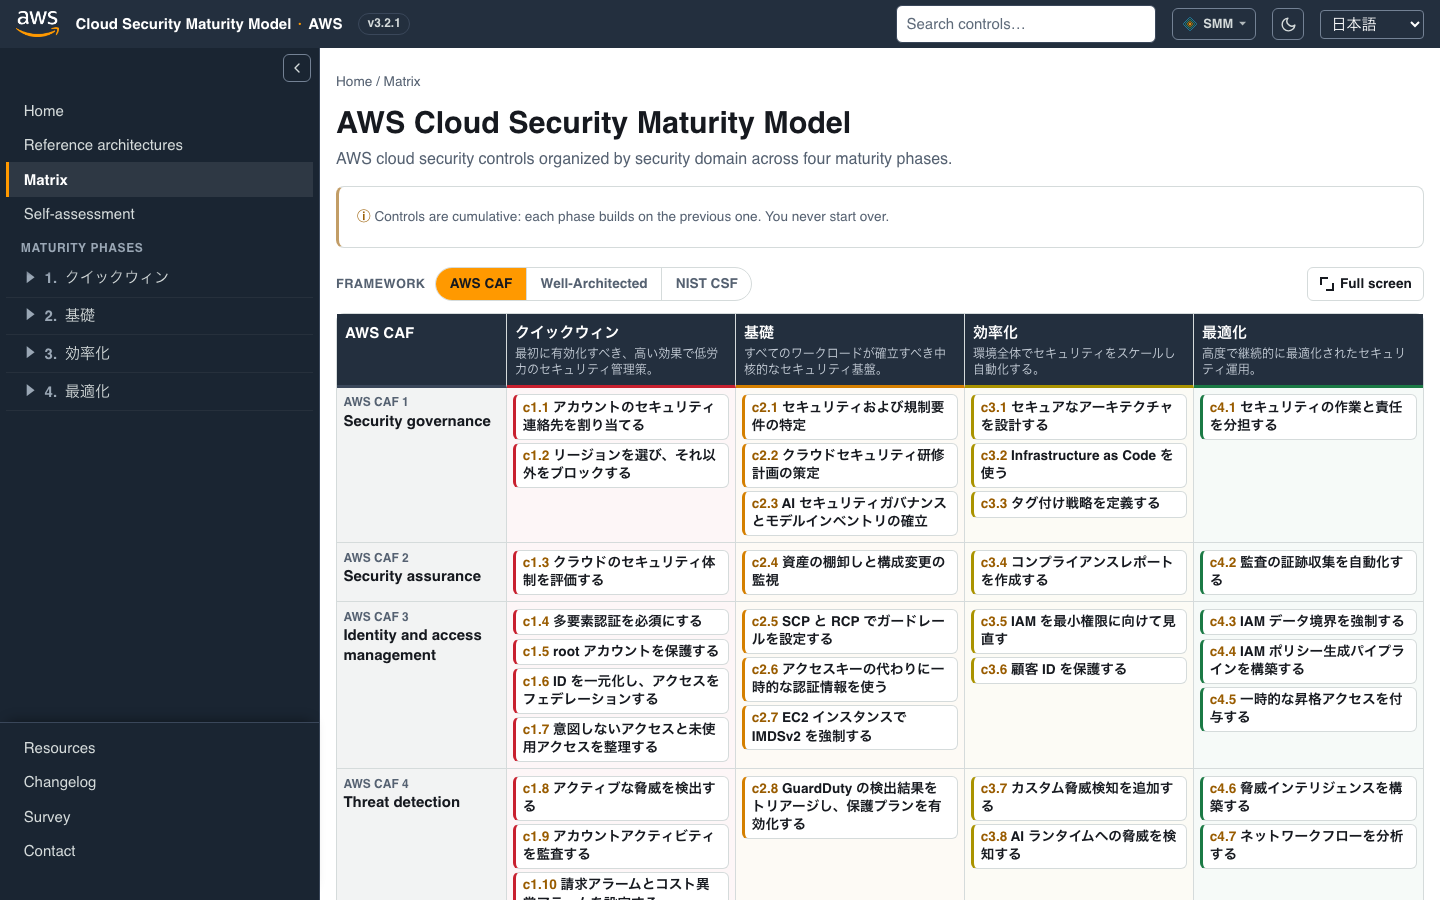 aws
Cloud Security Maturity Model · AWS
v3.2.1
Search controls...
SMM
日本語
Home
Reference architectures
Matrix
Self-assessment
MATURITY PHASES
1. クイックウィン
2. 基礎
3. 効率化
4. 最適化
Resources
Changelog
Survey
Contact
Home / Matrix
AWS Cloud Security Maturity Model
AWS cloud security controls organized by security domain across four maturity phases.
Controls are cumulative: each phase builds on the previous one. You never start over.
FRAMEWORK
AWS CAF
Well-Architected
NIST CSF
Full screen
AWS CAF
クイックウィン
最初に有効化すべき、高い効果で低労
力のセキュリティ管理策。
基礎
すべてのワークロードが確立すべき中
核的なセキュリティ基盤。
効率化
環境全体でセキュリティをスケールし
自動化する。
最適化
高度で継続的に最適化されたセキュリ
ティ運用。
AWS CAF 1
Security governance
c1.1 アカウントのセキュリティ
連絡先を割り当てる
c1.2 リージョンを選び、それ以
外をブロックする
c2.1 セキュリティおよび規制要
件の特定
c2.2 クラウドセキュリティ研修
計画の策定
c2.3 AI セキュリティガバナンス
とモデルインベントリの確立
c3.1 セキュアなアーキテクチャ
を設計する
c3.2 Infrastructure as Code を
使う
c3.3 タグ付け戦略を定義する
c4.1 セキュリティの作業と責任
を分担する
AWS CAF 2
Security assurance
c1.3 クラウドのセキュリティ体
制を評価する
c2.4 資産の棚卸しと構成変更の
監視
c3.4 コンプライアンスレポート
を作成する
c4.2 監査の証跡収集を自動化す
る
AWS CAF 3
Identity and access
management
c1.4 多要素認証を必須にする
c1.5 root アカウントを保護する
c1.6 ID を一元化し、アクセスを
フェデレーションする
c1.7 意図しないアクセスと未使
用アクセスを整理する
c2.5 SCP と RCP でガードレー
ルを設定する
c2.6 アクセスキーの代わりに一
時的な認証情報を使う
c2.7 EC2 インスタンスで
IMDSv2 を強制する
c3.5 IAM を最小権限に向けて見
直す
c3.6 顧客 ID を保護する
c4.3 IAM データ境界を強制する
c4.4 IAM ポリシー生成パイプラ
インを構築する
c4.5 一時的な昇格アクセスを付
与する
AWS CAF 4
Threat detection
c1.8 アクティブな脅威を検出す
る
c1.9 アカウントアクティビティ
を監査する
c1.10 請求アラームとコスト異
c2.8 GuardDuty の検出結果を
トリアージし、保護プランを有
効化する
c3.7 カスタム脅威検知を追加す
る
c3.8 AI ランタイムへの脅威を検
知する
c4.6 脅威インテリジェンスを構
築する
c4.7 ネットワークフローを分析
する